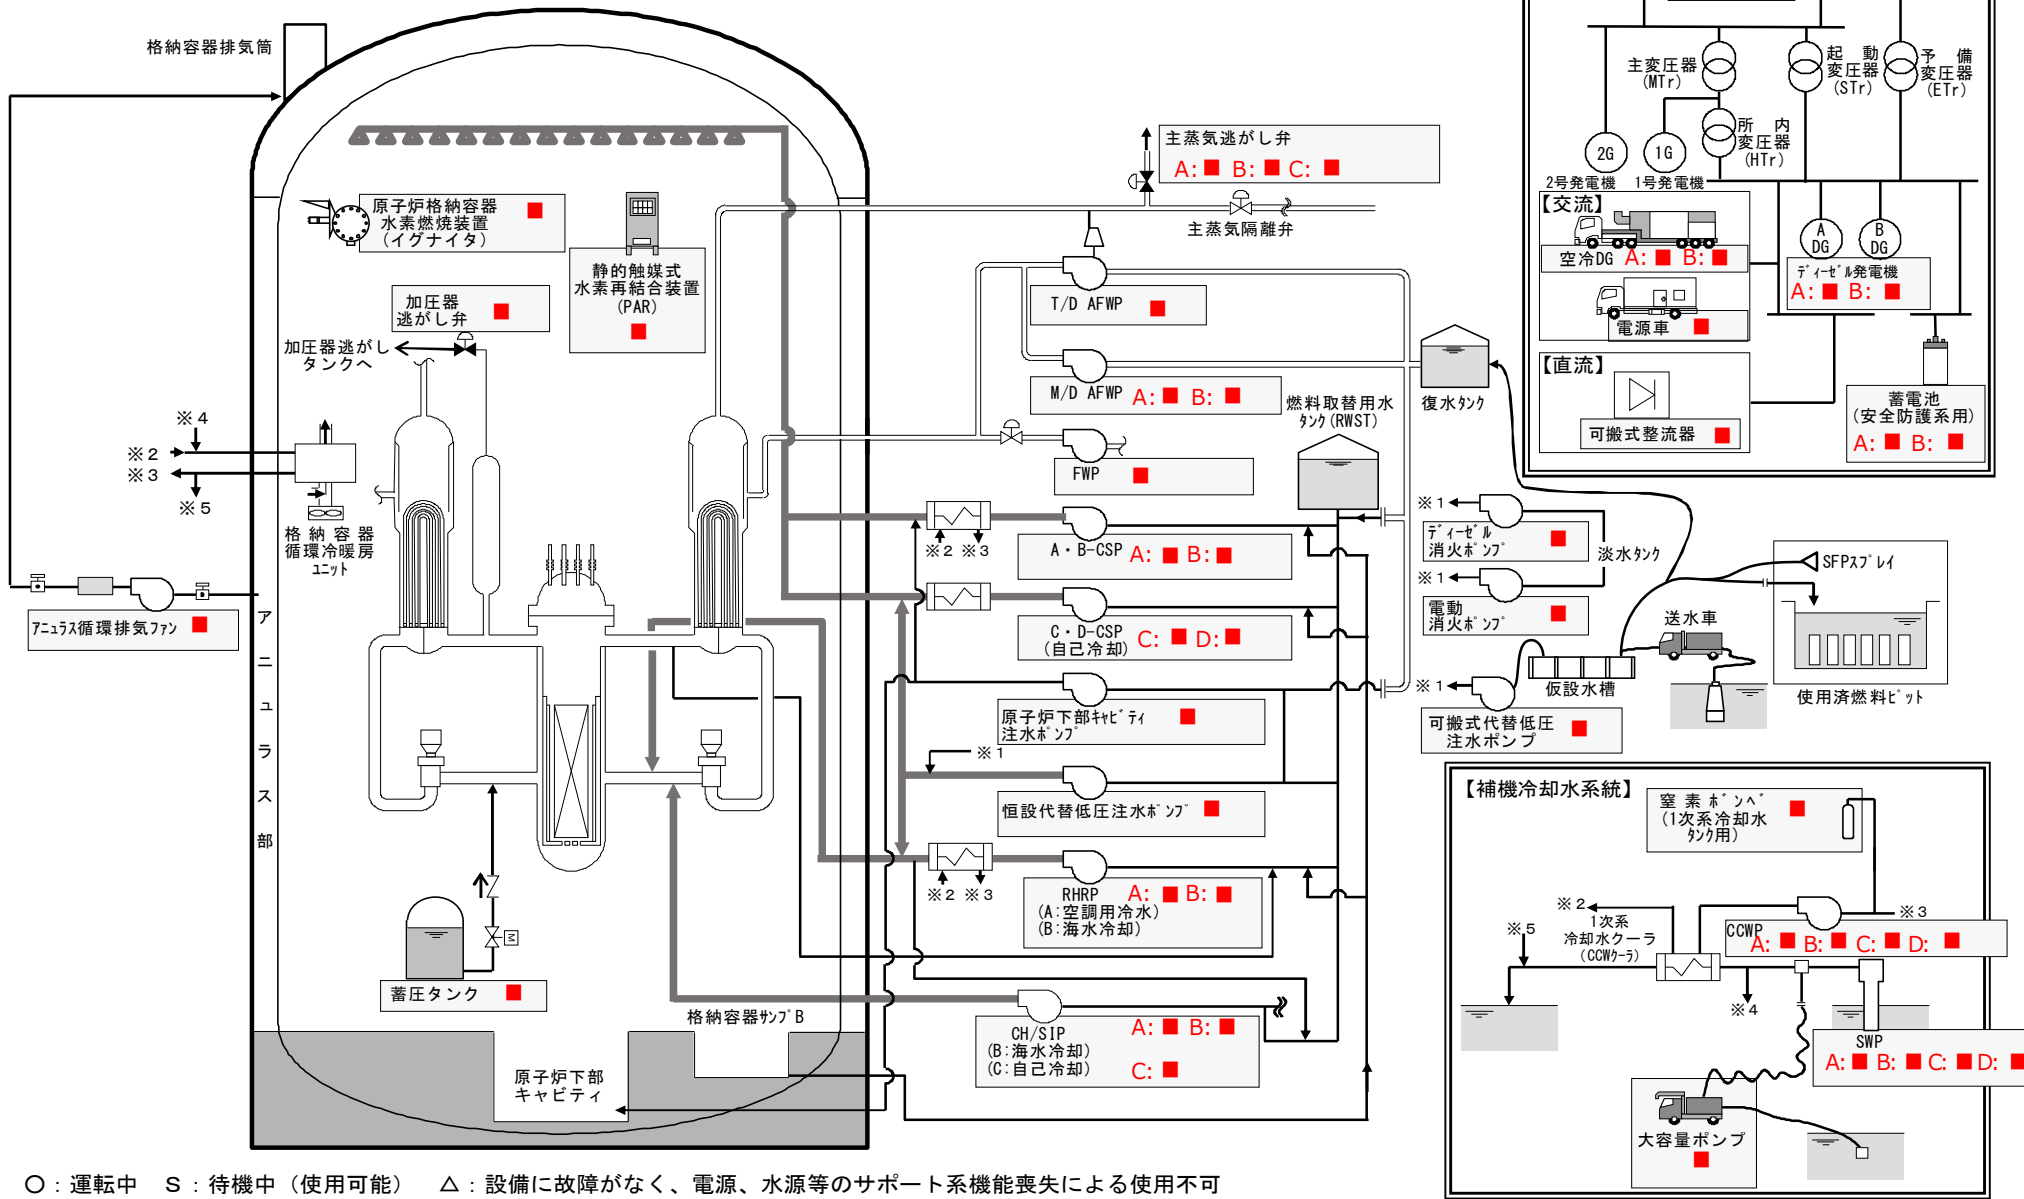 格納容器排気筒
主変圧器
(MTr)
起　動
変圧器
(STr)
予　備
変圧器
(ETr)
所　内
変圧器
(HTr)
2G
1G
2号発電機
1号発電機
主蒸気逃がし弁
A: ■ B: ■ C: ■
主蒸気隔離弁
【交流】
空冷DG A: ■ B: ■
A
DG
B
DG
ﾃﾞｨｰｾﾞﾙ発電機
A: ■ B: ■
電源車 ■
【直流】
可搬式整流器 ■
蓄電池
(安全防護系用)
A: ■ B: ■
原子炉格納容器
水素燃焼装置
(イグナイタ)
■
静的触媒式
水素再結合装置
(PAR)
■
加圧器
逃がし弁
■
加圧器逃がし
タンクへ
T/D AFWP ■
M/D AFWP A: ■ B: ■
FWP ■
復水ﾀﾝｸ
燃料取替用水
ﾀﾝｸ(RWST)
※4
※2
※3
※5
格 納 容 器
循環冷暖房
ﾕﾆｯﾄ
※2 ※3
A・B-CSP A: ■ B: ■
C・D-CSP
(自己冷却)
C: ■ D: ■
※1
ﾃﾞｨｰｾﾞﾙ
消火ﾎﾟﾝﾌﾟ
■
淡水ﾀﾝｸ
※1
電動
消火ﾎﾟﾝﾌﾟ
■
SFPｽﾌﾟﾚｲ
送水車
仮設水槽
使用済燃料ﾋﾟｯﾄ
※1
可搬式代替低圧
注水ポンプ
■
ｱﾆｭﾗｽ循環排気ﾌｧﾝ ■
ア
ニ
ュ
ラ
ス
部
原子炉下部ｷｬﾋﾞﾃｨ
注水ﾎﾟﾝﾌﾟ
■
※1
恒設代替低圧注水ﾎﾟﾝﾌﾟ ■
※2 ※3
RHRP A: ■ B: ■
(A:空調用冷水)
(B:海水冷却)
M
蓄圧タンク ■
格納容器ｻﾝﾌﾟB
CH/SIP
(B:海水冷却)
(C:自己冷却)
A: ■ B: ■
C: ■
原子炉下部
キャビティ
【補機冷却水系統】
窒 素 ﾎﾞﾝﾍﾞ
(1次系冷却水
ﾀﾝｸ用)
■
※2
※3
※5
1次系
冷却水クーラ
(CCWｸｰﾗ)
CCWP
A: ■ B: ■ C: ■ D: ■
※4
SWP
A: ■ B: ■ C: ■ D: ■
大容量ポンプ
■
○：運転中　S：待機中（使用可能）　△：設備に故障がなく、電源、水源等のサポート系機能喪失による使用不可